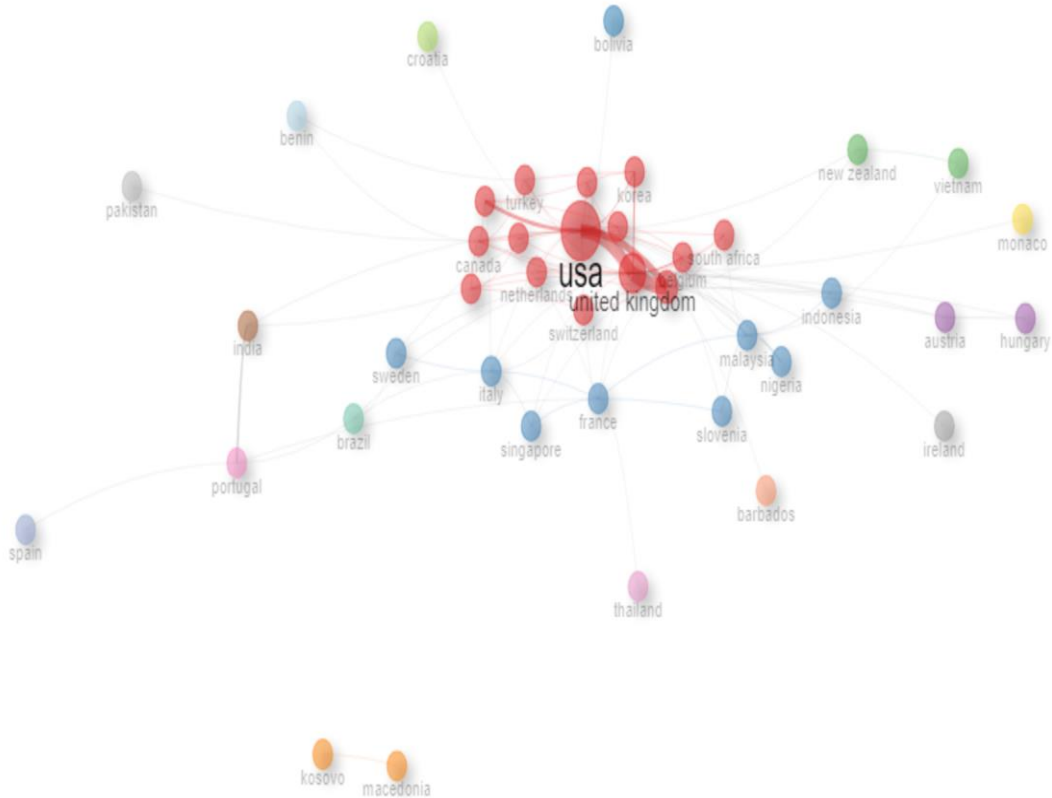 croatia
bolivia
benin
new zealand
vietnam
pakistan
turkey
korea
monaco
canada
usa
south africa
belgium
netherlands
united kingdom
indonesia
switzerland
austria
hungary
india
sweden
italy
malaysia
nigeria
brazil
france
singapore
slovenia
ireland
portugal
barbados
spain
thailand
kosovo
macedonia